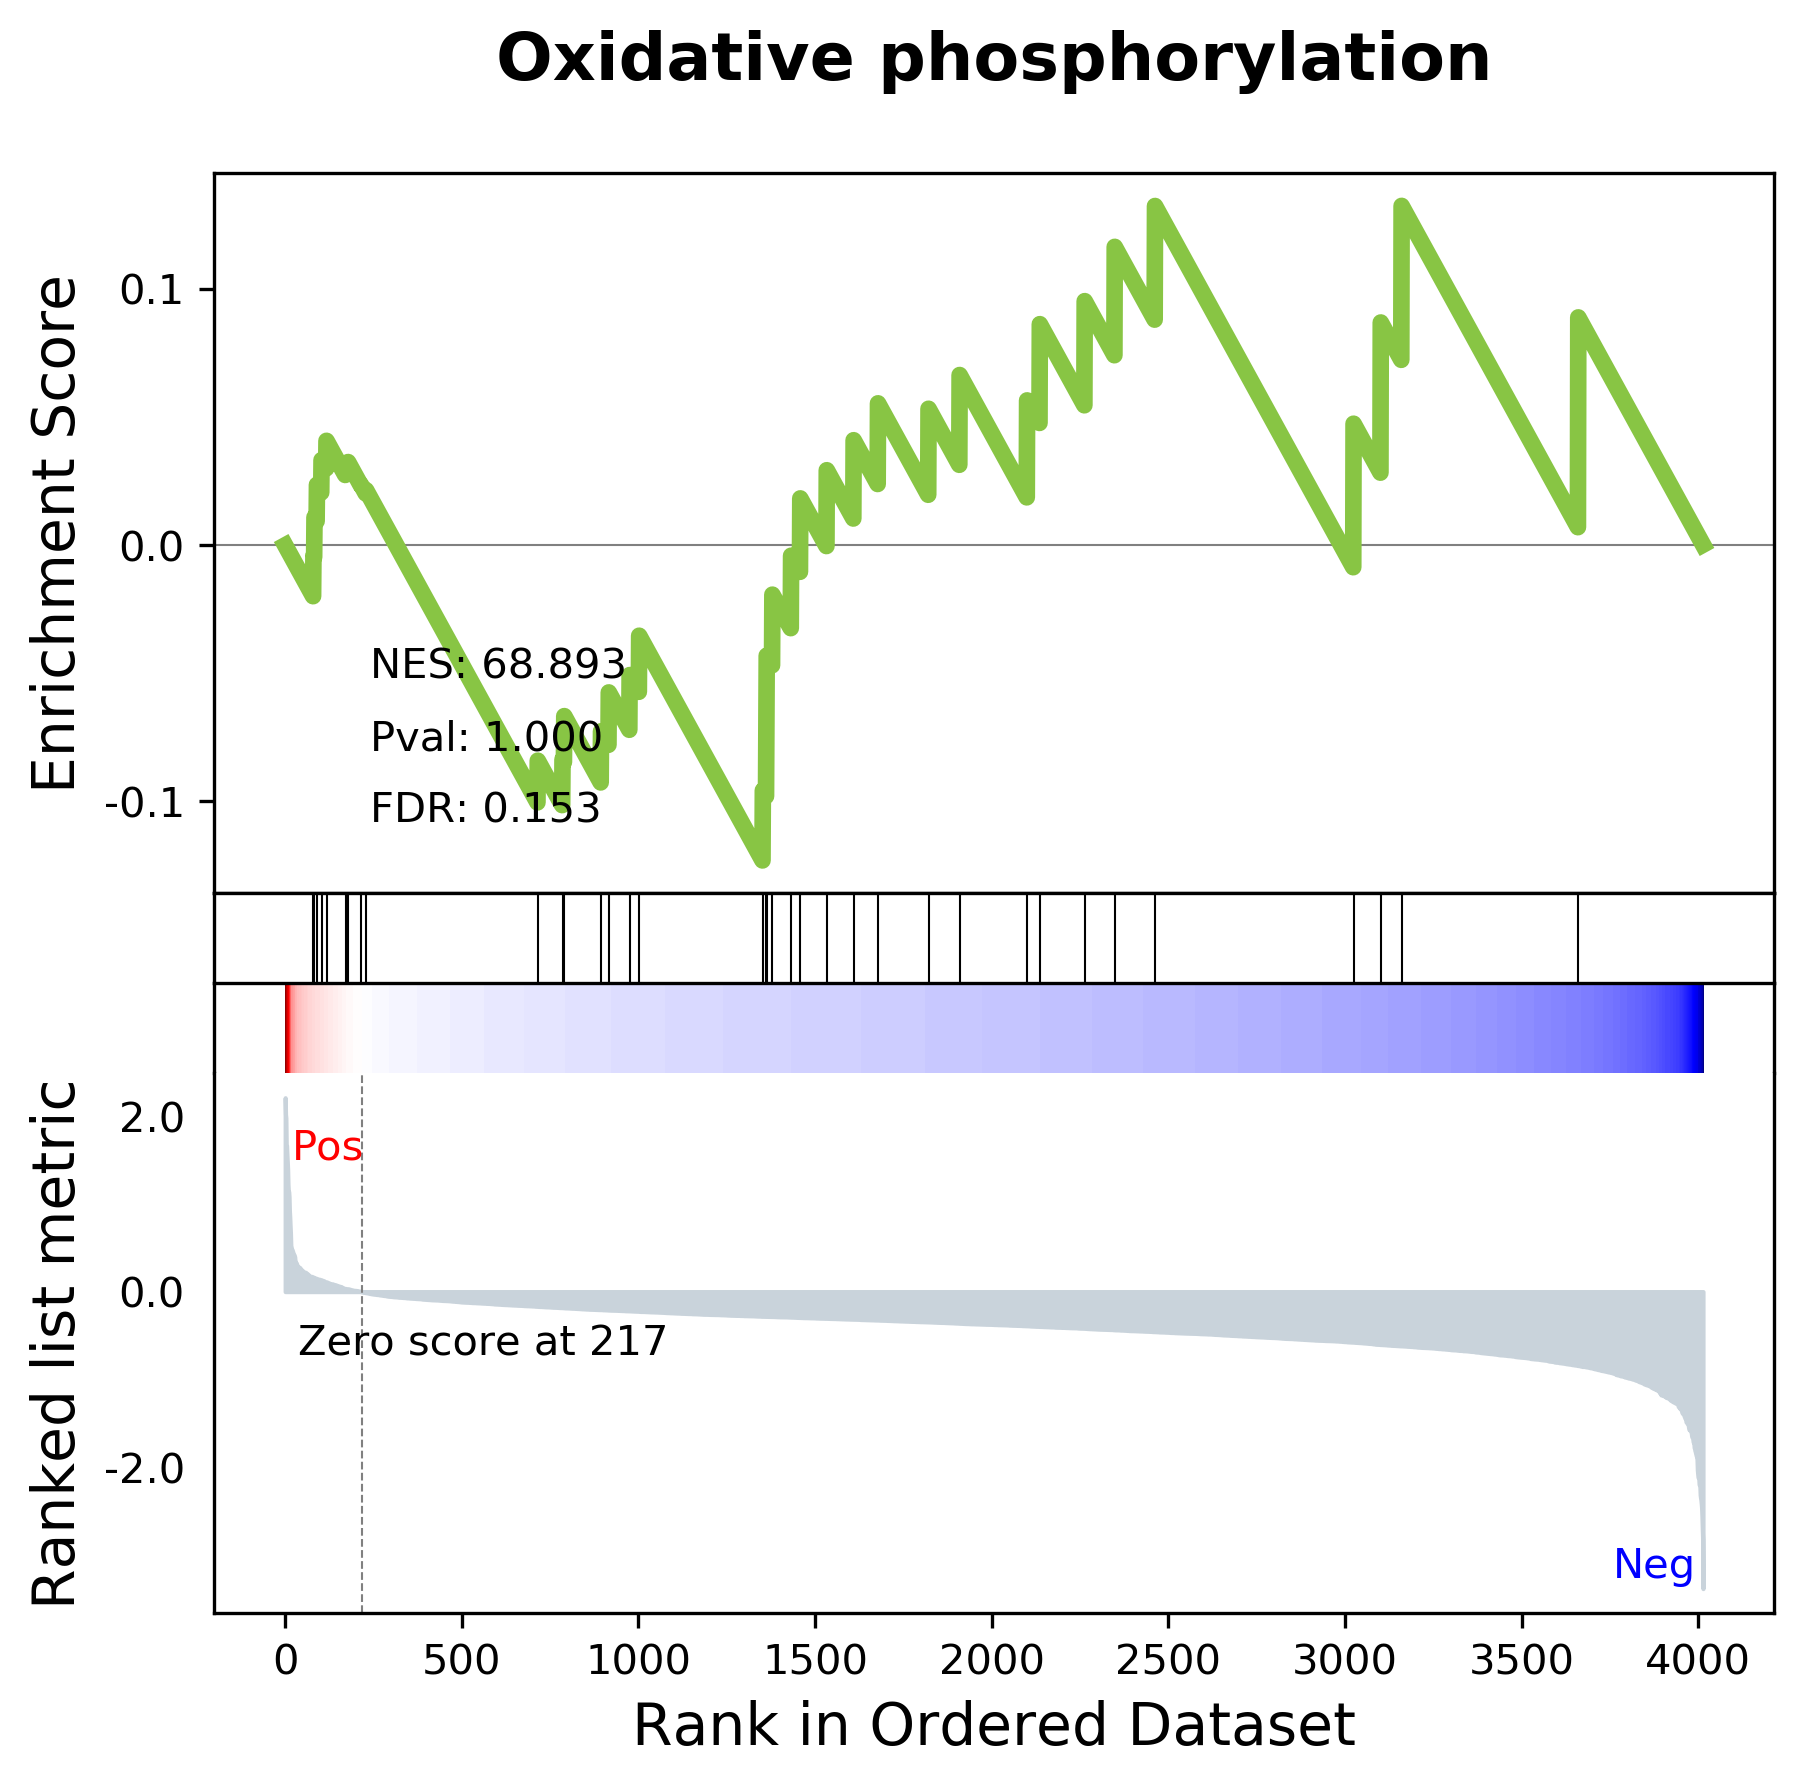 Oxidative phosphorylation
Enrichment Score
0.1
0.0
-0.1
NES: 68.893
Pval: 1.000
FDR: 0.153
Ranked list metric
2.0
0.0
-2.0
Pos
Zero score at 217
Neg
0 500 1000 1500 2000 2500 3000 3500 4000
Rank in Ordered Dataset